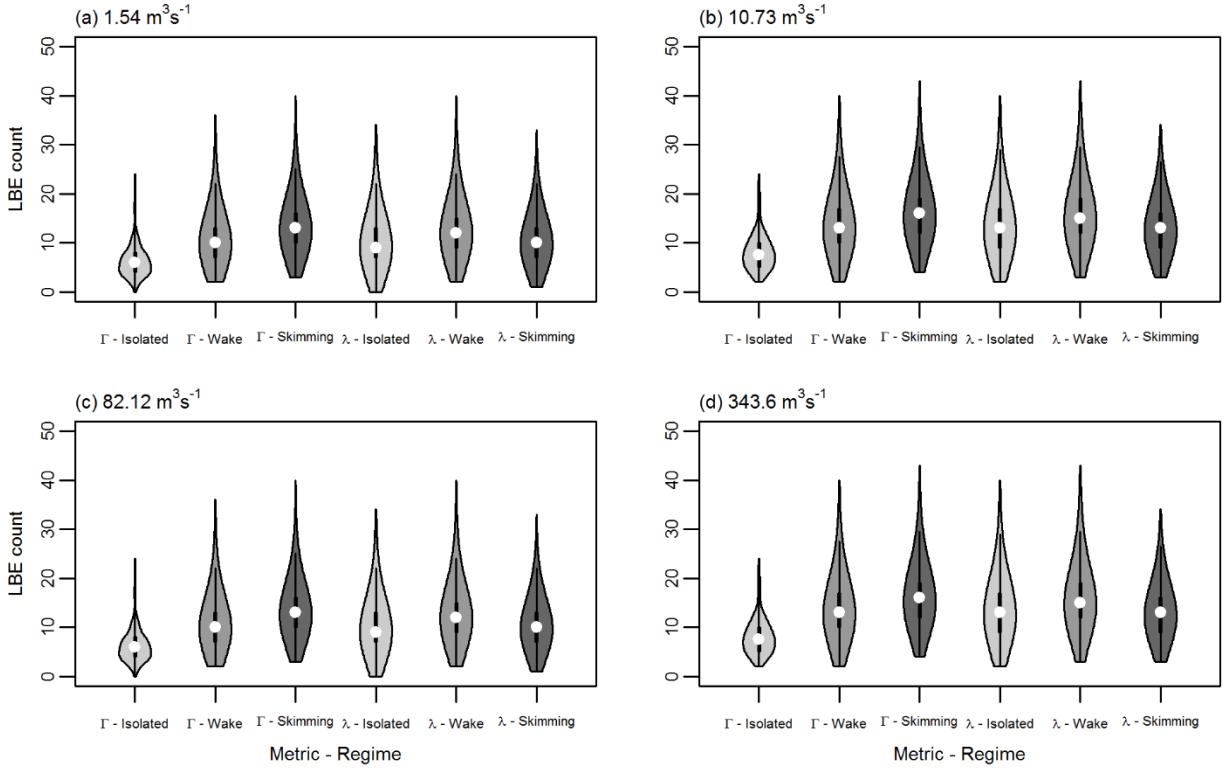 (a) 1.54 m³s⁻¹
LBE count
50
40
30
20
10
0
Γ - Isolated Γ - Wake Γ - Skimming λ - Isolated λ - Wake λ - Skimming
(b) 10.73 m³s⁻¹
50
40
30
20
10
0
Γ - Isolated Γ - Wake Γ - Skimming λ - Isolated λ - Wake λ - Skimming
(c) 82.12 m³s⁻¹
LBE count
50
40
30
20
10
0
Γ - Isolated Γ - Wake Γ - Skimming λ - Isolated λ - Wake λ - Skimming
Metric - Regime
(d) 343.6 m³s⁻¹
50
40
30
20
10
0
Γ - Isolated Γ - Wake Γ - Skimming λ - Isolated λ - Wake λ - Skimming
Metric - Regime